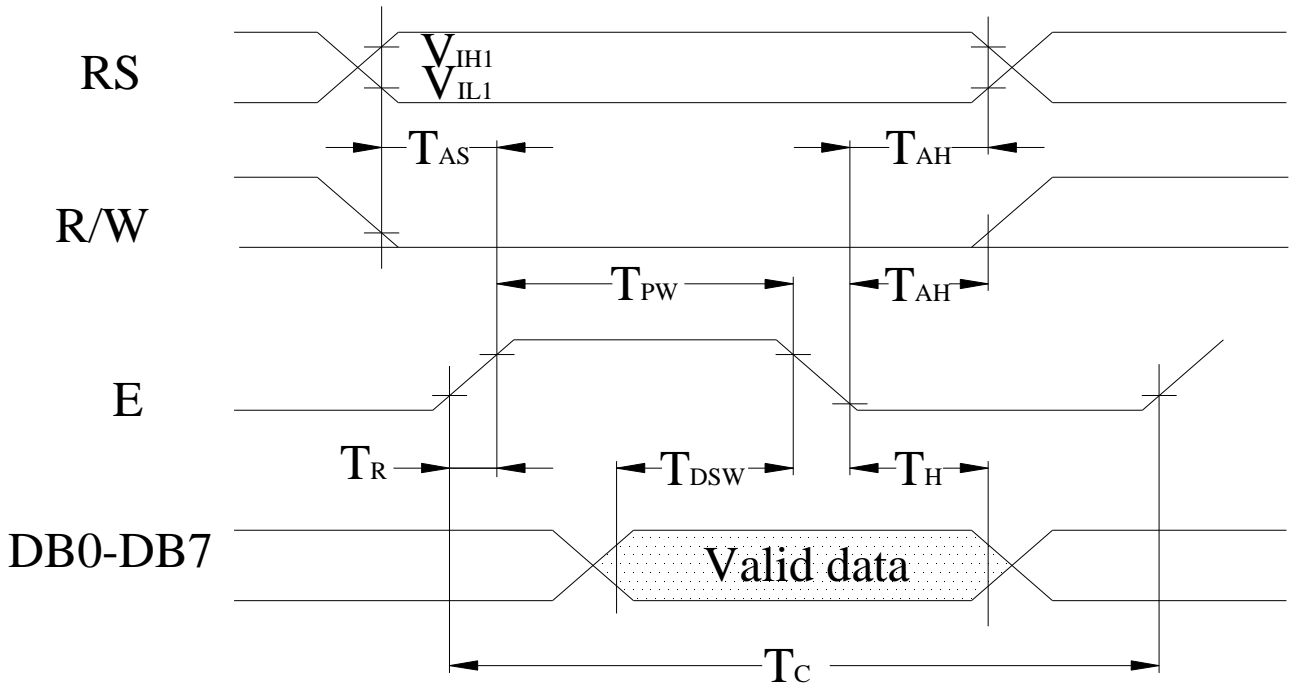 RS
VIH1
VIL1
TAS
TAH
R/W
TPW
TAH
E
TR
TDSW
TH
DB0-DB7
Valid data
TC